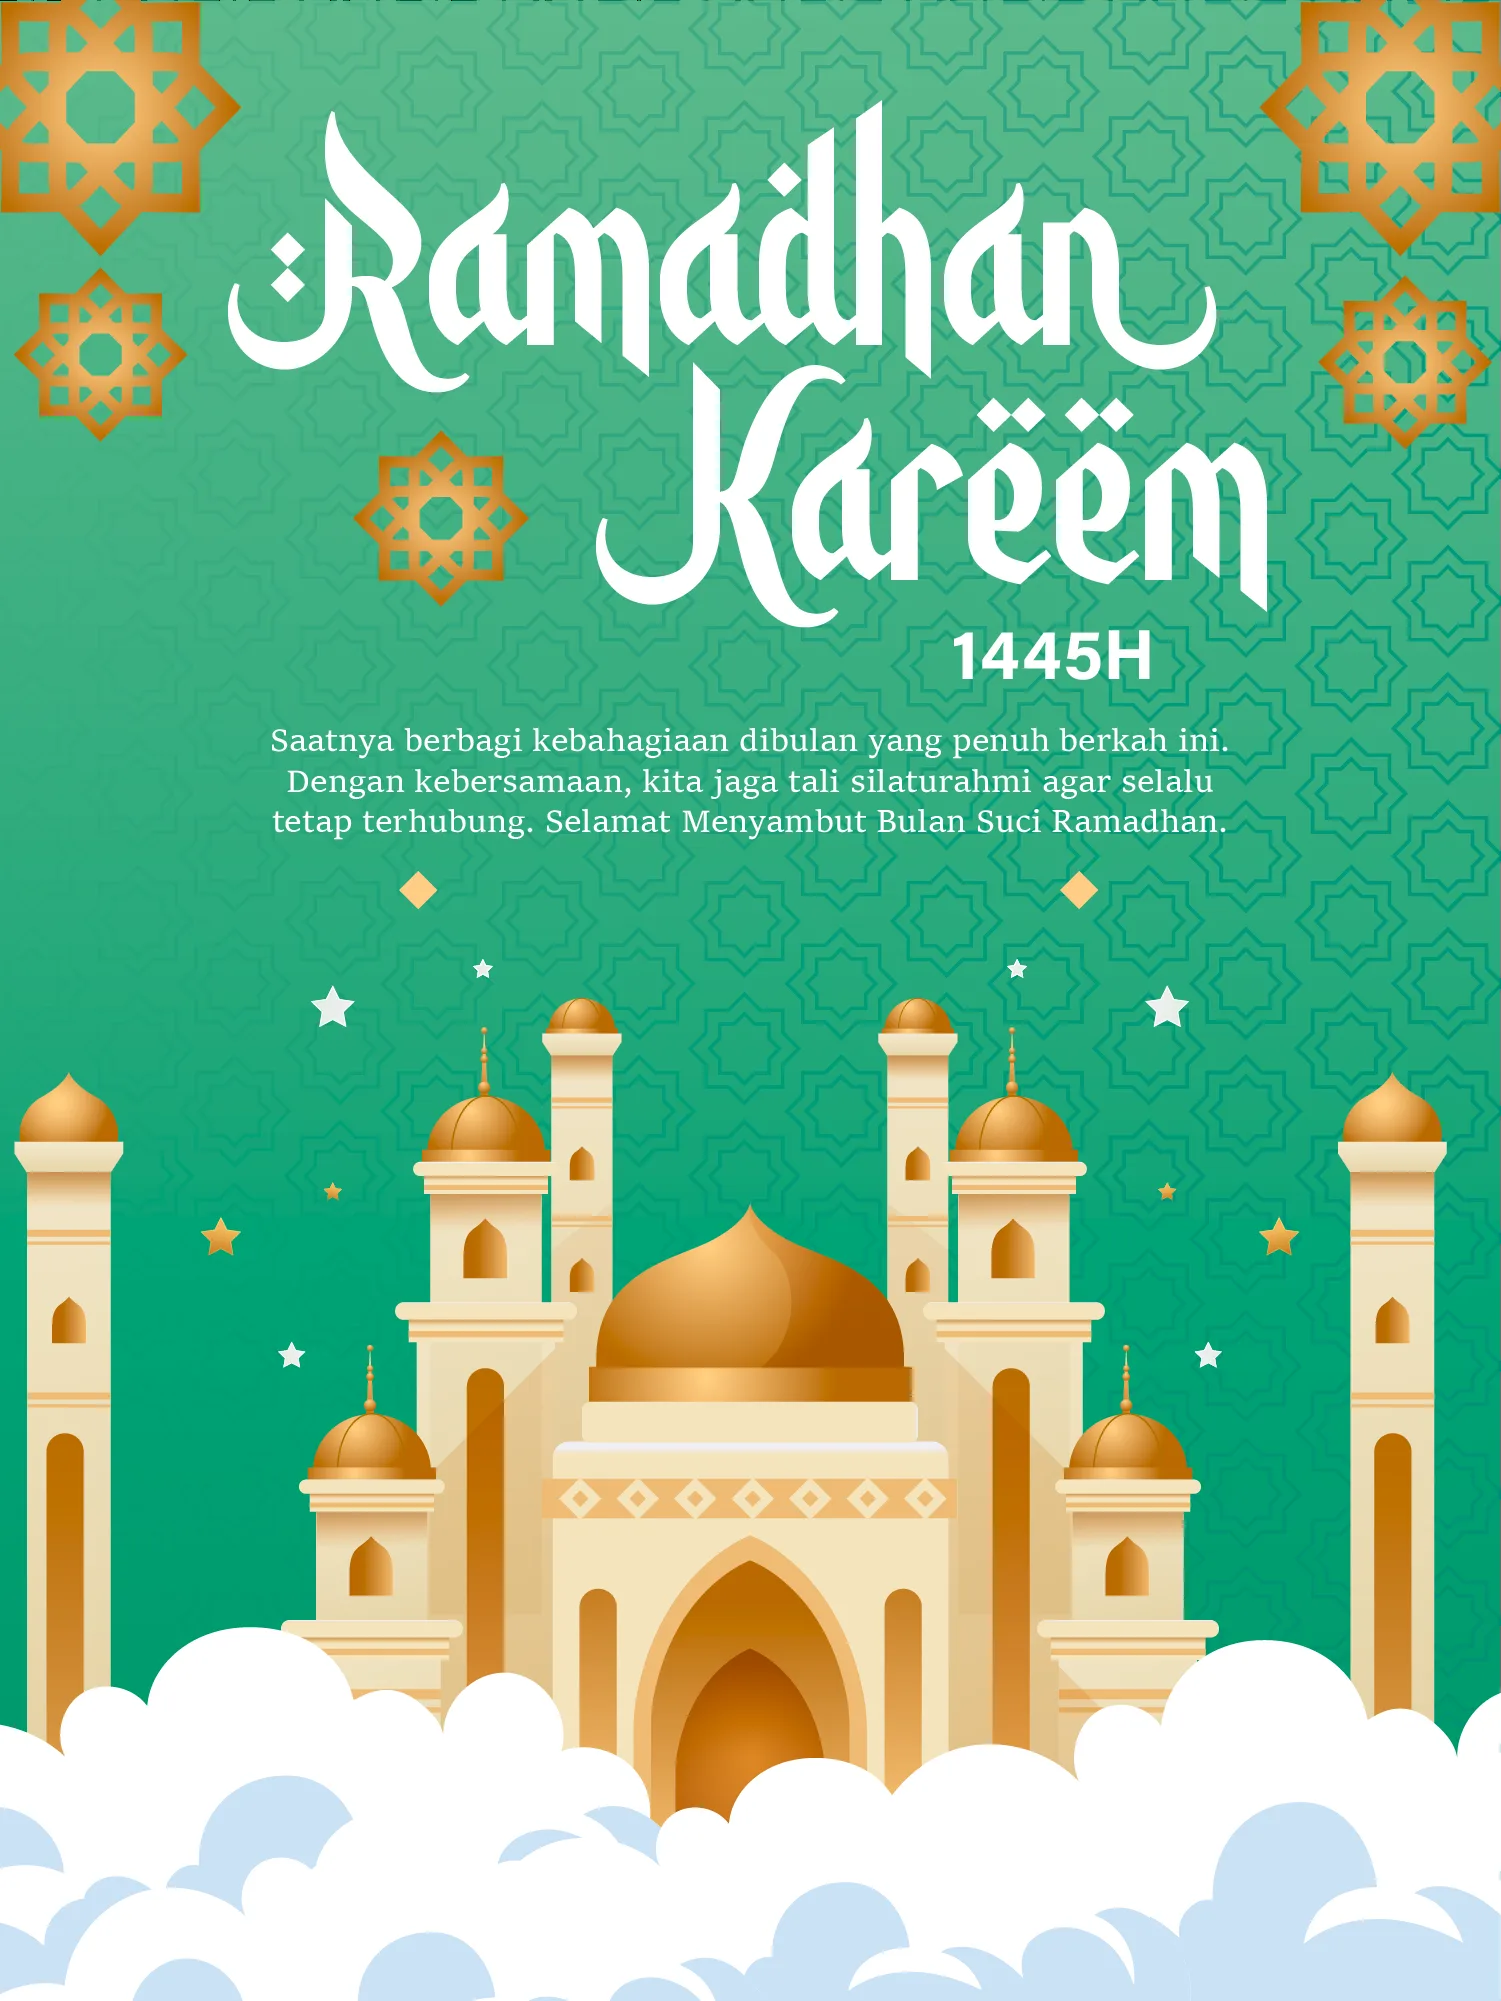 Ramadhan
Kareem
1445H
Saatnya berbagi kebahagiaan dibulan yang penuh berkah ini.
Dengan kebersamaan, kita jaga tali silaturahmi agar selalu
tetap terhubung. Selamat Menyambut Bulan Suci Ramadhan.